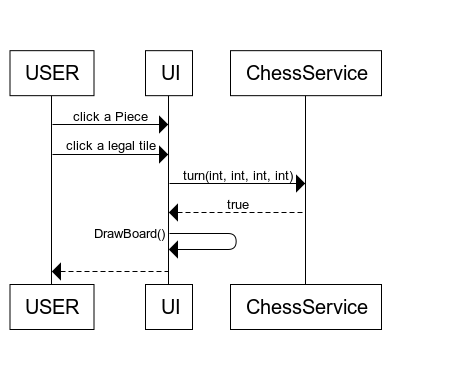 USER
UI
ChessService
click a Piece
click a legal tile
turn(int, int, int, int)
true
DrawBoard()
USER
UI
ChessService